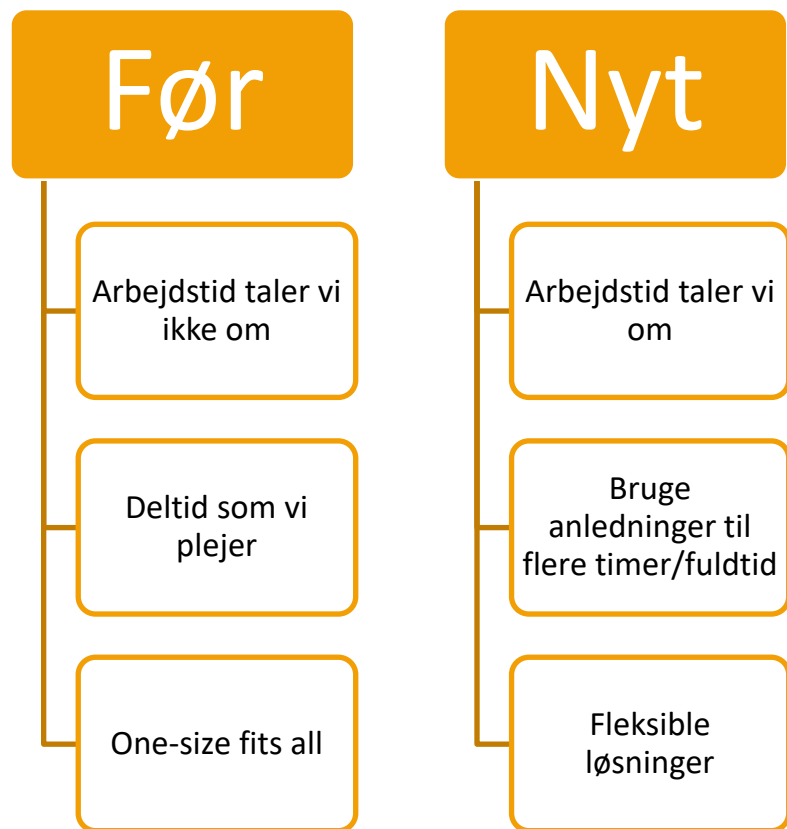 Før
Arbejdstid taler vi
ikke om
Deltid som vi
plejer
One-size fits all
Nyt
Arbejdstid taler vi
om
Bruge
anledninger til
flere timer/fuldtid
Fleksible
løsninger